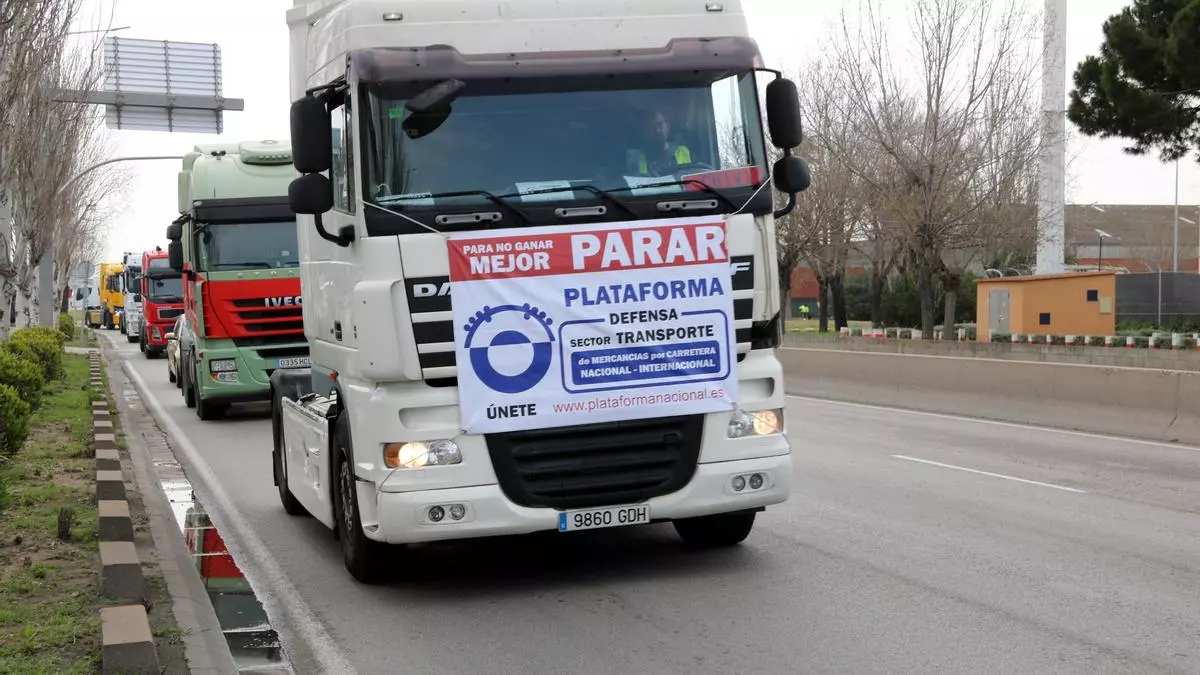 PARA NO GANAR
MEJOR PARAR
PLATAFORMA
DEFENSA
SECTOR TRANSPORTE
de MERCANCIAS por CARRETERA
NACIONAL - INTERNACIONAL
ÚNETE
www.plataformanacional.es
DA
F
9860 GDH
IVECO